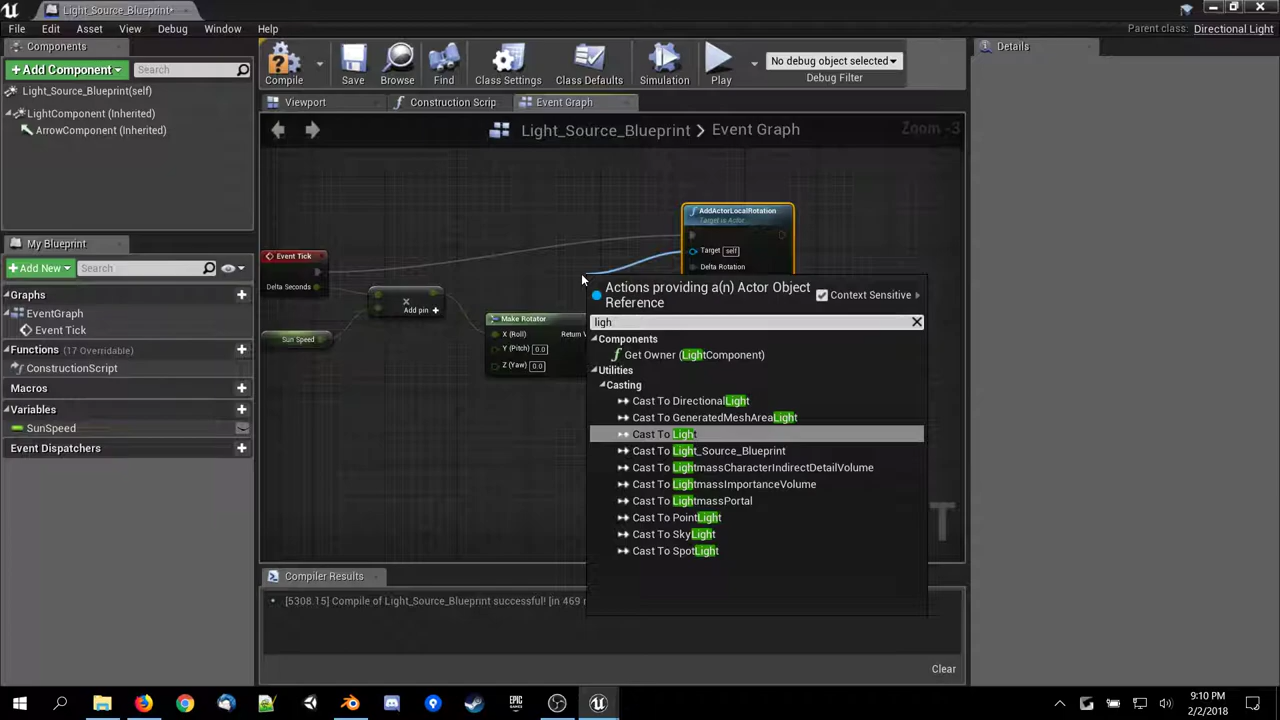 Light_Source_Blueprint*
File Edit Asset View Debug Window Help
Parent class: Directional Light
Components
+Add Component
Search
Light_Source_Blueprint(self)
LightComponent (Inherited)
ArrowComponent (Inherited)
Compile
Save
Browse
Find
Class Settings
Class Defaults
Simulation
Play
No debug object selected
Debug Filter
Details
Viewport
Construction Scrip
Event Graph
Light_Source_Blueprint > Event Graph
Zoom -3
My Blueprint
+Add New
Search
Graphs
EventGraph
Event Tick
Functions (17 Overridable)
ConstructionScript
Macros
Variables
SunSpeed
Event Dispatchers
Event Tick
Delta Seconds
Sun Speed
×
Add pin +
Make Rotator
X (Roll)
Return V
Y (Pitch) 0.0
Z (Yaw) 0.0
AddActorLocalRotation
Target is Actor
Target self
Delta Rotation
Actions providing a(n) Actor Object
Reference
Context Sensitive
ligh
Components
Get Owner (LightComponent)
Utilities
Casting
Cast To DirectionalLight
Cast To GeneratedMeshAreaLight
Cast To Light
Cast To Light_Source_Blueprint
Cast To LightmassCharacterIndirectDetailVolume
Cast To LightmassImportanceVolume
Cast To LightmassPortal
Cast To PointLight
Cast To SkyLight
Cast To SpotLight
T
Compiler Results
[5308.15] Compile of Light_Source_Blueprint successful! [in 469 m
Clear
9:10 PM
2/2/2018